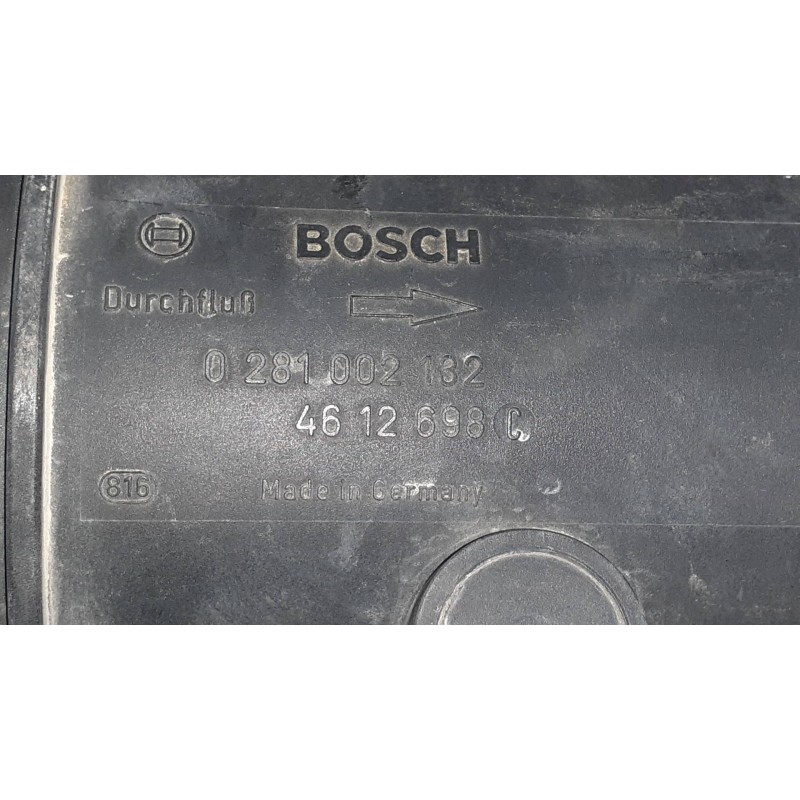 BOSCH
Durchfluß
0 281 002 132
46 12 698 C
816 Made in Germany